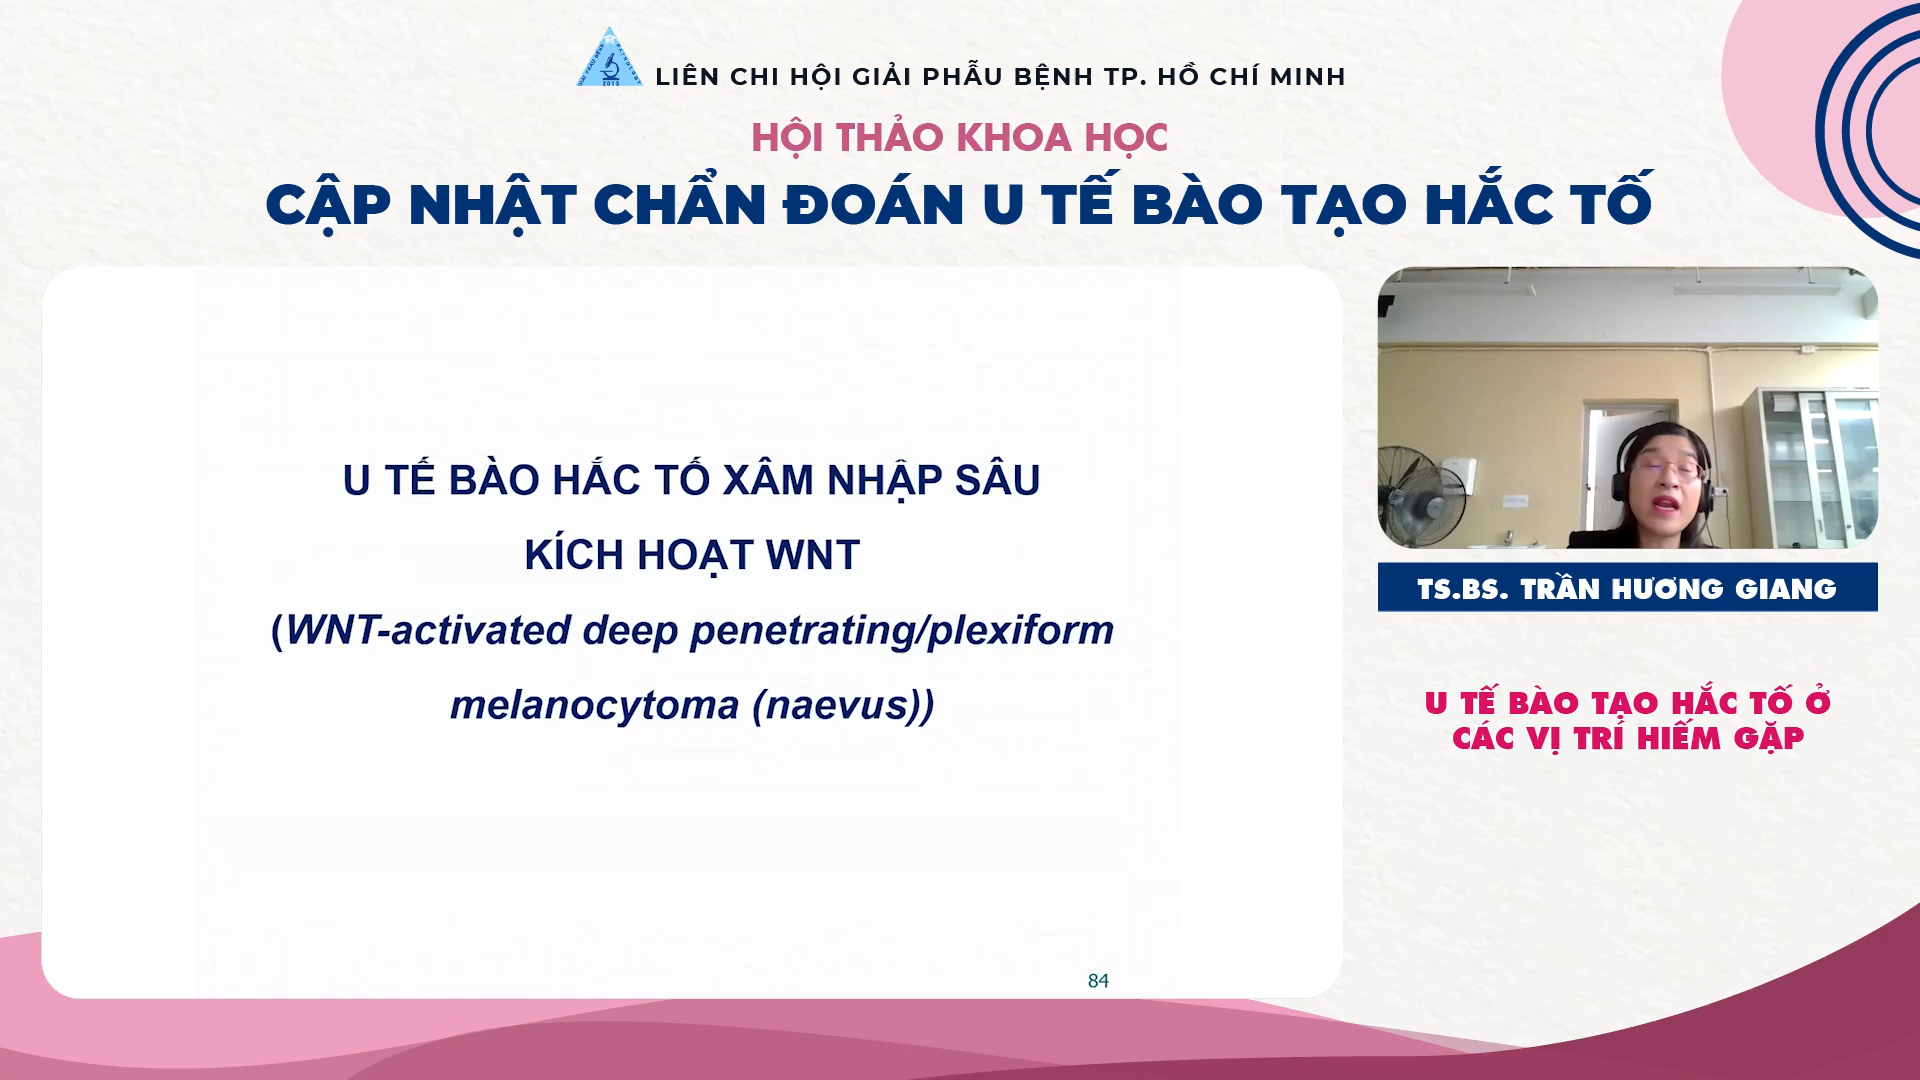 LIÊN CHI HỘI GIẢI PHẪU BỆNH TP. HỒ CHÍ MINH
HỘI THẢO KHOA HỌC
CẬP NHẬT CHẨN ĐOÁN U TẾ BÀO TẠO HẮC TỐ
U TẾ BÀO HẮC TỐ XÂM NHẬP SÂU
KÍCH HOẠT WNT
(WNT-activated deep penetrating/plexiform
melanocytoma (naevus))
84
TS.BS. TRẦN HƯƠNG GIANG
U TẾ BÀO TẠO HẮC TỐ Ở
CÁC VỊ TRÍ HIẾM GẶP